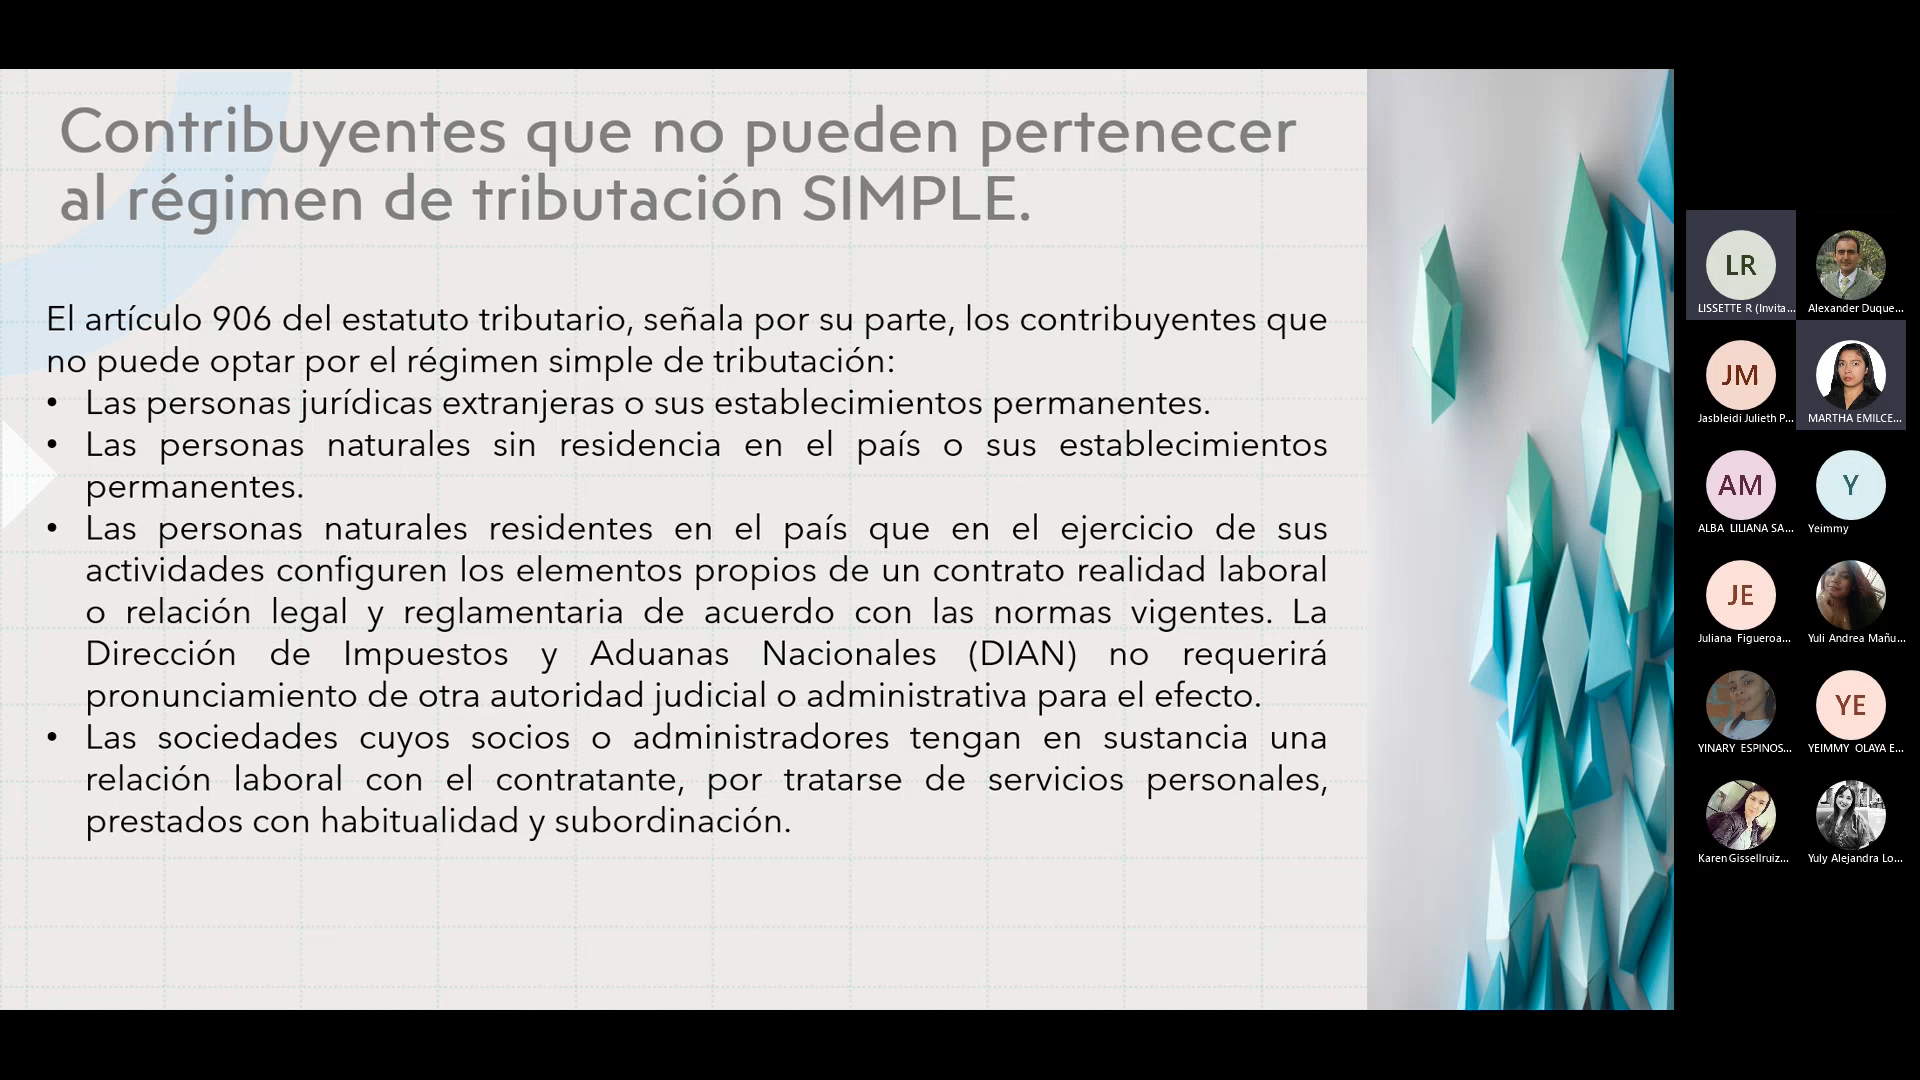 Contribuyentes que no pueden pertenecer
al régimen de tributación SIMPLE.
El artículo 906 del estatuto tributario, señala por su parte, los contribuyentes que
no puede optar por el régimen simple de tributación:
• Las personas jurídicas extranjeras o sus establecimientos permanentes.
• Las personas naturales sin residencia en el país o sus establecimientos
permanentes.
• Las personas naturales residentes en el país que en el ejercicio de sus
actividades configuren los elementos propios de un contrato realidad laboral
o relación legal y reglamentaria de acuerdo con las normas vigentes. La
Dirección de Impuestos y Aduanas Nacionales (DIAN) no requerirá
pronunciamiento de otra autoridad judicial o administrativa para el efecto.
• Las sociedades cuyos socios o administradores tengan en sustancia una
relación laboral con el contratante, por tratarse de servicios personales,
prestados con habitualidad y subordinación.
LR
LISSETTE R (Invita...
Alexander Duque...
JM
Jasbleidi Julieth P...
MARTHA EMILCE...
AM
ALBA LILIANA SA...
Y
Yeimmy
JE
Juliana Figueroa...
Yuli Andrea Mañu...
YINARY ESPINOS...
YE
YEIMMY OLAYA E...
Karen Gissellruiz...
Yuly Alejandra Lo...